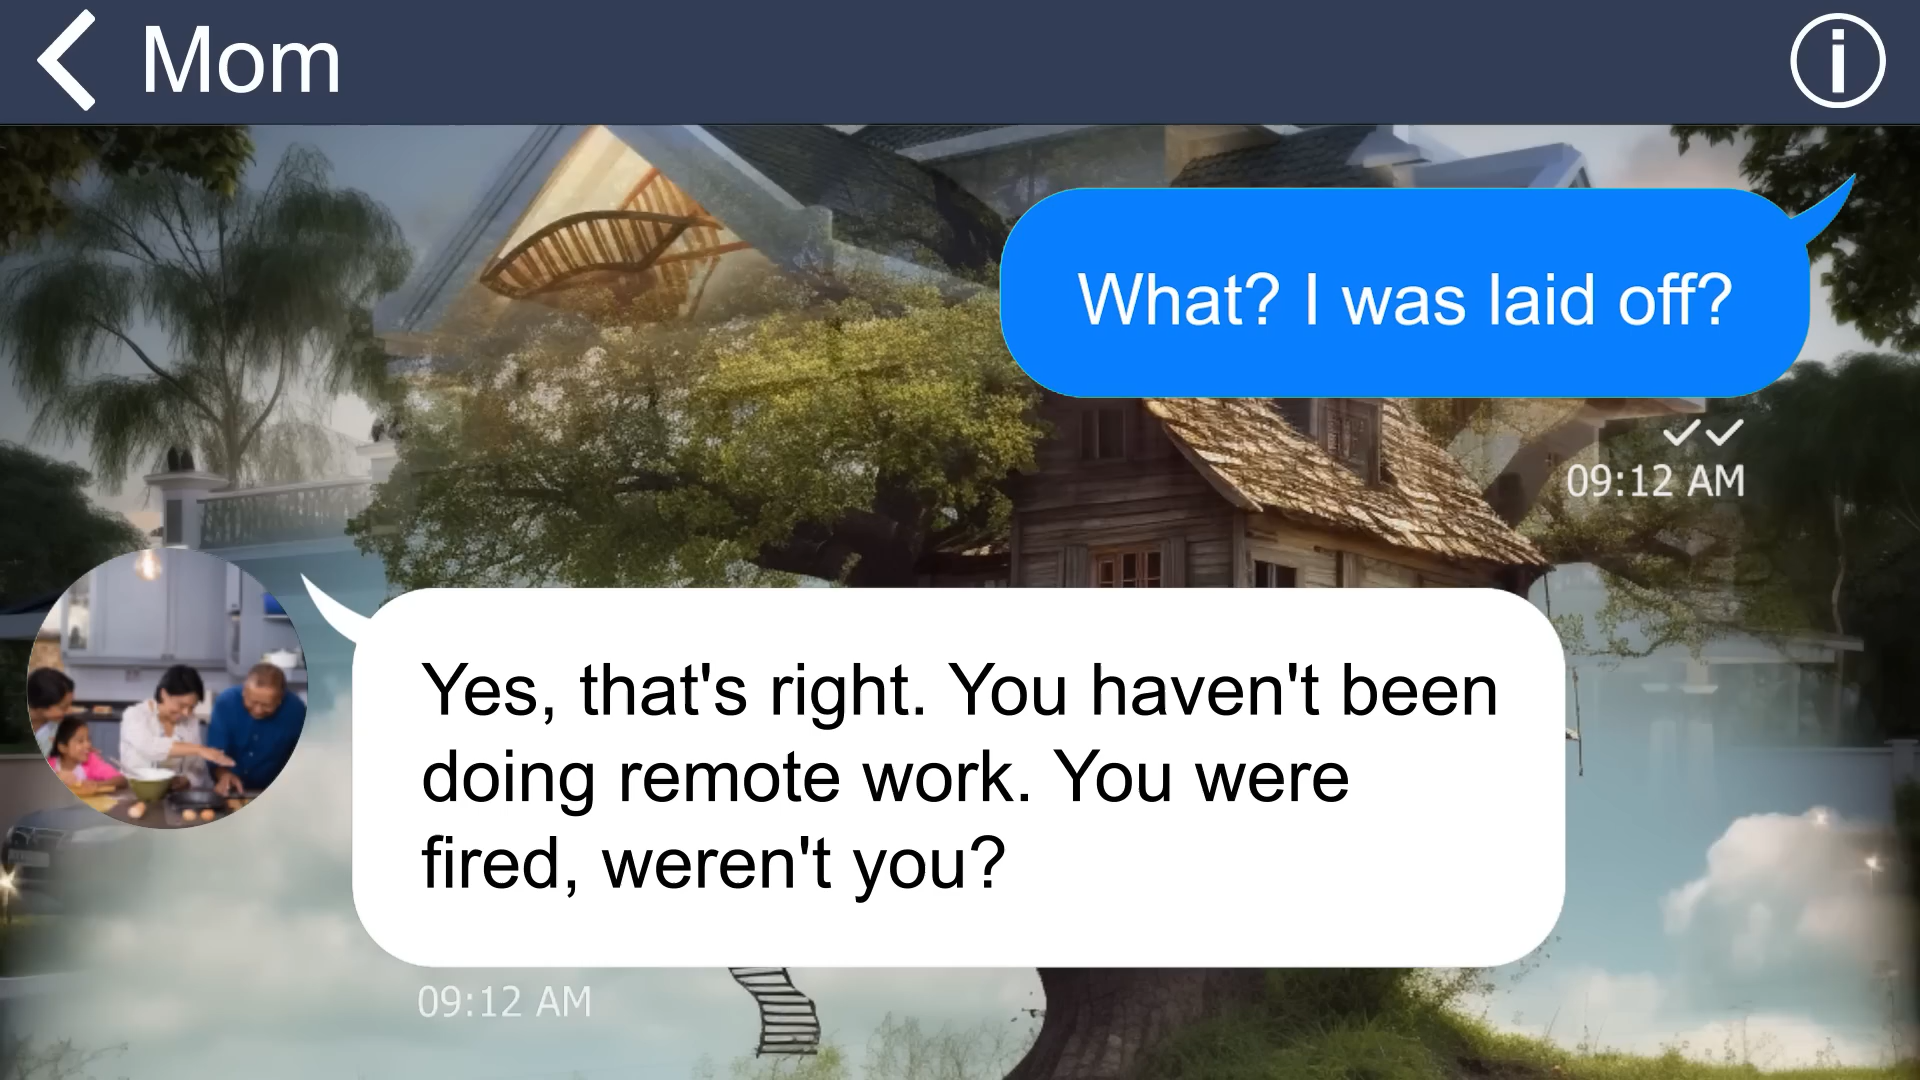 Mom
What? I was laid off?
09:12 AM
Yes, that's right. You haven't been
doing remote work. You were
fired, weren't you?
09:12 AM